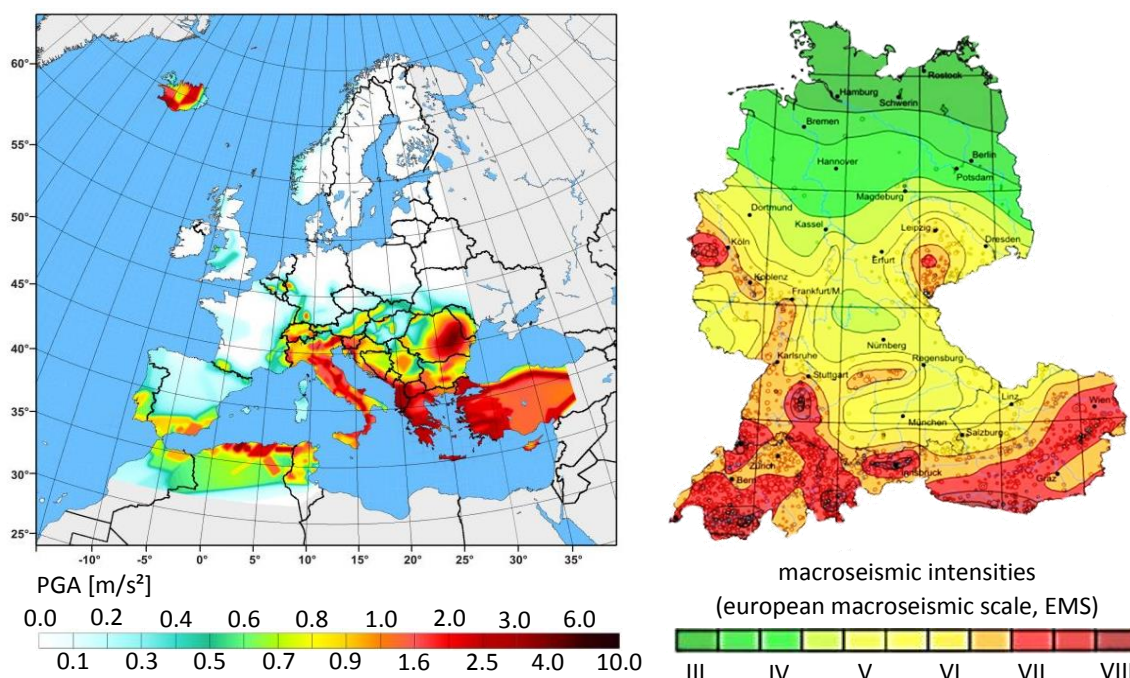 60°
55°
50°
45°
40°
35°
30°
25°
-10° -5° 0° 5° 10° 15° 20° 25° 30° 35°
PGA [m/s²]
0.0 0.2 0.4 0.6 0.8 1.0 2.0 3.0 6.0
0.1 0.3 0.5 0.7 0.9 1.6 2.5 4.0 10.0
Rostock
Hamburg
Schwerin
Bremen
Berlin
Hannover
Potsdam
Magdeburg
Dortmund
Kassel
Leipzig
Köln
Dresden
Erfurt
Koblenz
Frankfurt/M.
Nürnberg
Karlsruhe
Regensburg
Stuttgart
Linz
Wien
München
Salzburg
Zürich
Innsbruck
Bern
Graz
macroseismic intensities
(european macroseismic scale, EMS)
III IV V VI VII VIII